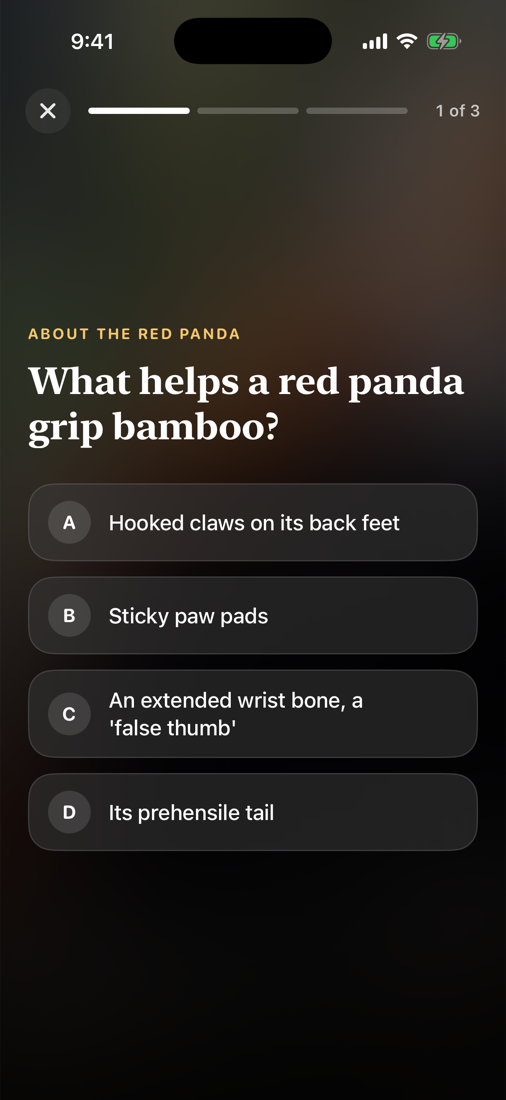 9:41
1 of 3
ABOUT THE RED PANDA
What helps a red panda
grip bamboo?
A Hooked claws on its back feet
B Sticky paw pads
C An extended wrist bone, a
'false thumb'
D Its prehensile tail